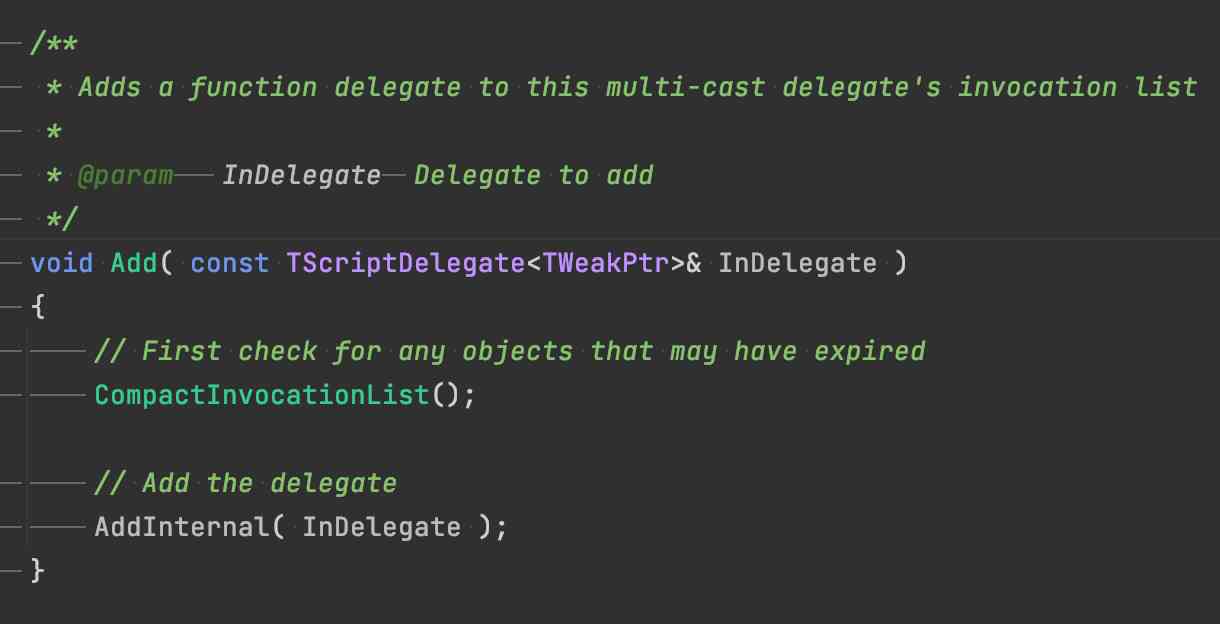 /**
 * Adds a function delegate to this multi-cast delegate's invocation list
 *
 * @param InDelegate Delegate to add
 */
void Add( const TScriptDelegate<TWeakPtr>& InDelegate )
{
    // First check for any objects that may have expired
    CompactInvocationList();

    // Add the delegate
    AddInternal( InDelegate );
}